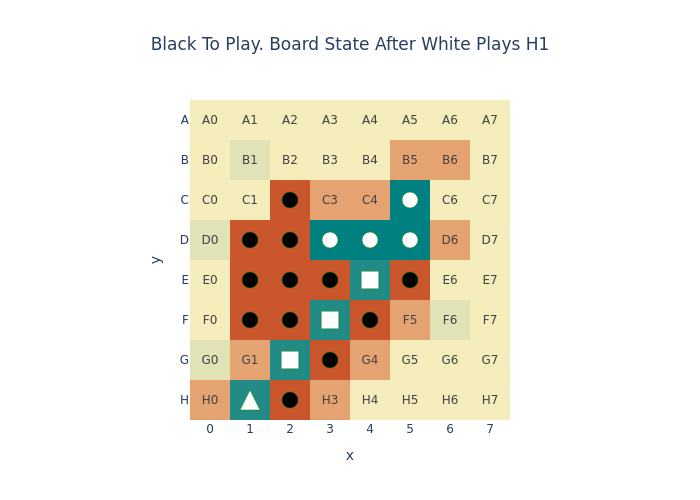 Black To Play. Board State After White Plays H1
A A0 A1 A2 A3 A4 A5 A6 A7
B B0 B1 B2 B3 B4 B5 B6 B7
C C0 C1 C3 C4 C6 C7
D D0 D6 D7
y
E E0 E6 E7
F F0 F5 F6 F7
G G0 G1 G4 G5 G6 G7
H H0 H3 H4 H5 H6 H7
0 1 2 3 4 5 6 7
x